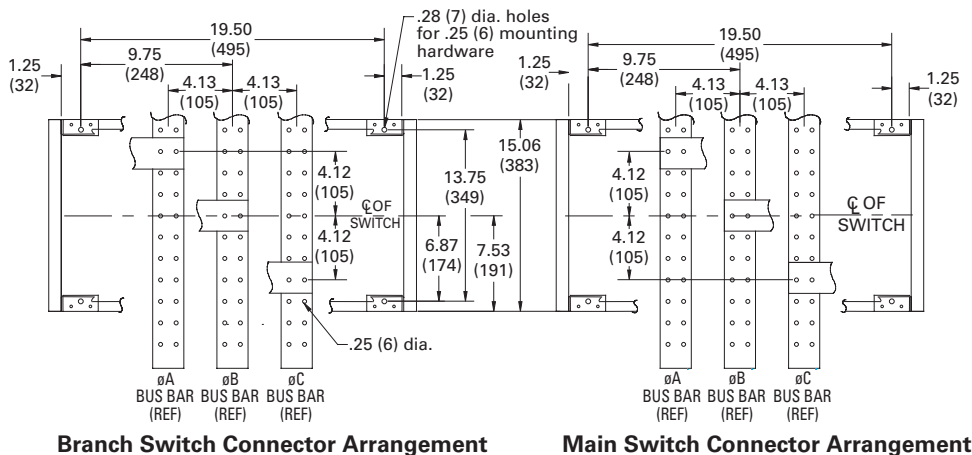 19.50
(495)
9.75
(248)
1.25
(32)
4.13
(105)
4.13
(105)
.28 (7) dia. holes
for .25 (6) mounting
hardware
1.25
(32)
4.12
(105)
4.12
(105)
℄ OF
SWITCH
13.75
(349)
15.06
(383)
6.87
(174)
7.53
(191)
.25 (6) dia.
øA
BUS BAR
(REF)
øB
BUS BAR
(REF)
øC
BUS BAR
(REF)
Branch Switch Connector Arrangement
19.50
(495)
9.75
(248)
1.25
(32)
4.13
(105)
4.13
(105)
1.25
(32)
4.12
(105)
4.12
(105)
℄ OF
SWITCH
øA
BUS BAR
(REF)
øB
BUS BAR
(REF)
øC
BUS BAR
(REF)
Main Switch Connector Arrangement